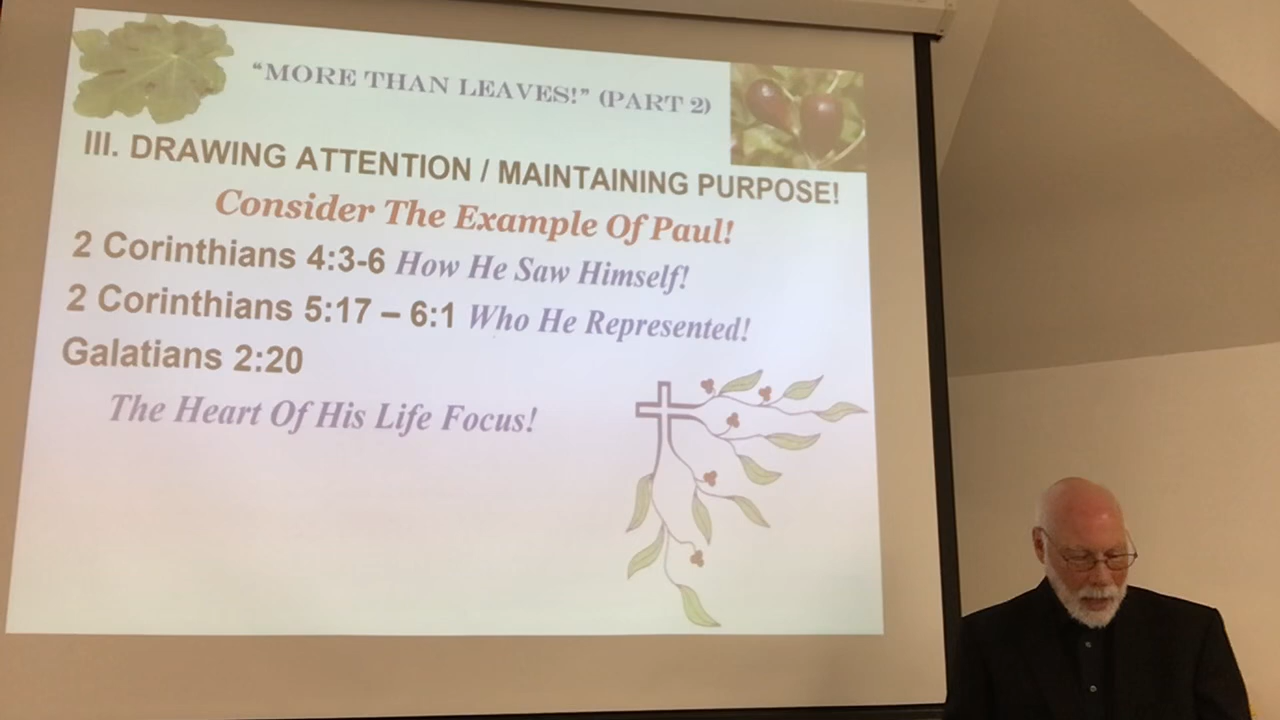 “MORE THAN LEAVES!” (PART 2)
III. DRAWING ATTENTION / MAINTAINING PURPOSE!
Consider The Example Of Paul!
2 Corinthians 4:3-6 How He Saw Himself!
2 Corinthians 5:17 – 6:1 Who He Represented!
Galatians 2:20
The Heart Of His Life Focus!